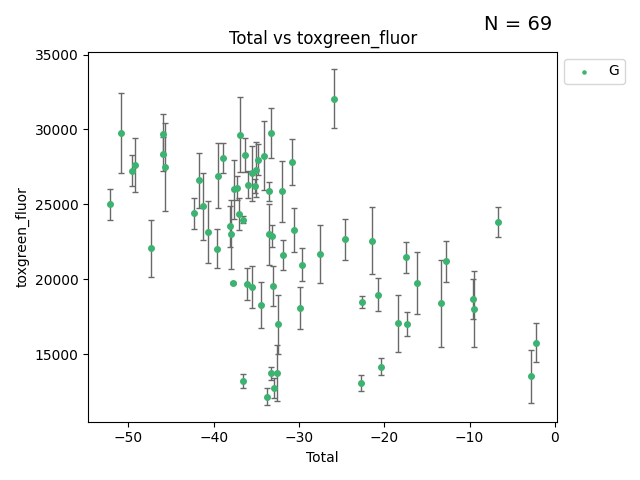 N = 69
Total vs toxgreen_fluor
G
35000
30000
25000
20000
15000
toxgreen_fluor
−50
−40
−30
−20
−10
0
Total